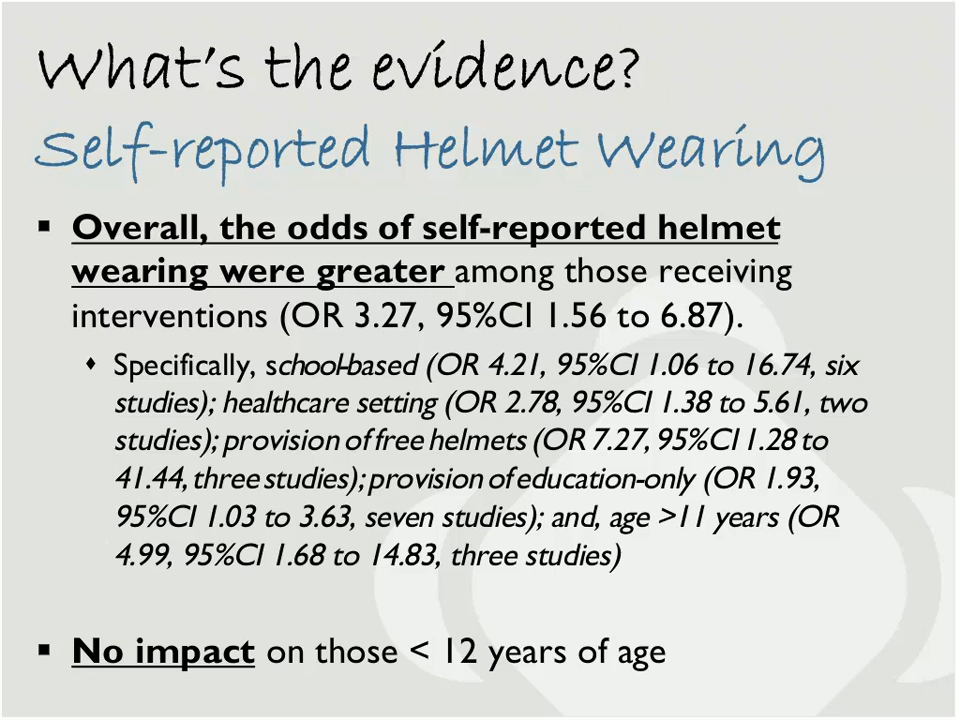 What's the evidence?
Self-reported Helmet Wearing
▪ Overall, the odds of self-reported helmet
wearing were greater among those receiving
interventions (OR 3.27, 95%CI 1.56 to 6.87).
⬩ Specifically, school-based (OR 4.21, 95%CI 1.06 to 16.74, six
studies); healthcare setting (OR 2.78, 95%CI 1.38 to 5.61, two
studies); provision of free helmets (OR 7.27, 95%CI 1.28 to
41.44, three studies); provision of education-only (OR 1.93,
95%CI 1.03 to 3.63, seven studies); and, age >11 years (OR
4.99, 95%CI 1.68 to 14.83, three studies)
▪ No impact on those < 12 years of age